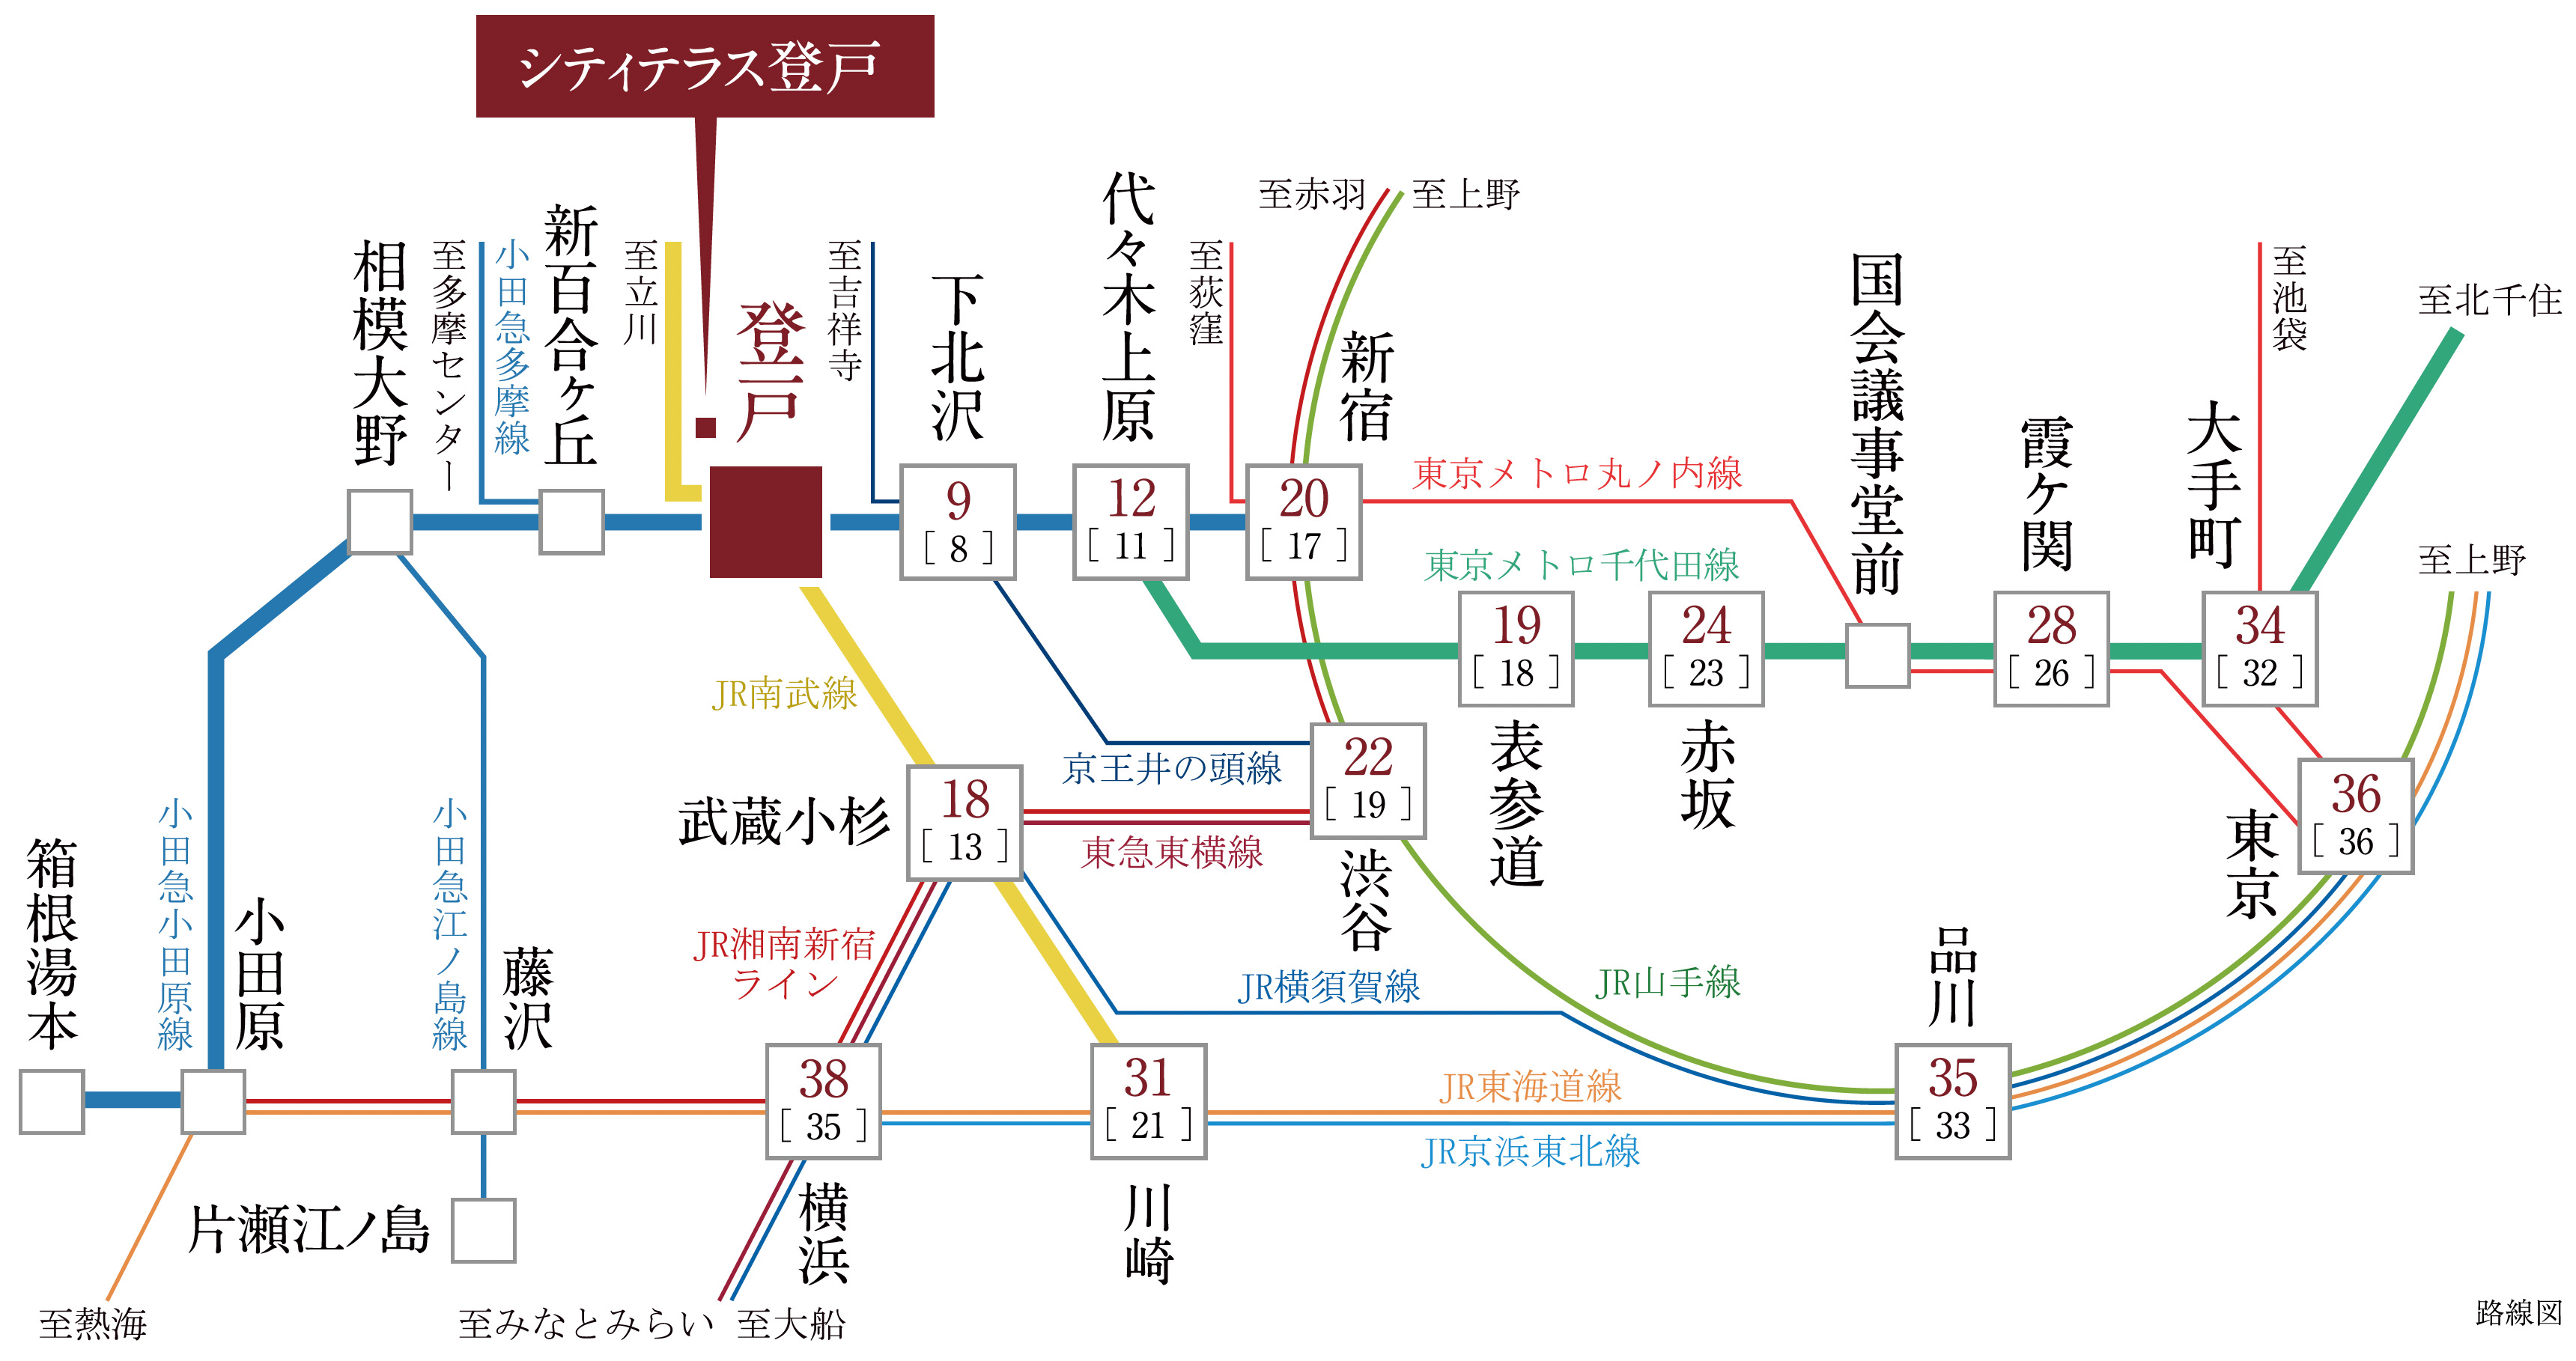 シティテラス登戸
相模大野
至多摩センター
小田急多摩線
新百合ヶ丘
至立川
登戸
至吉祥寺
下北沢
代々木上原
至荻窪
至赤羽
至上野
新宿
国会議事堂前
霞ケ関
大手町
至池袋
至北千住
至上野
9
[ 8 ]
12
[ 11 ]
20
[ 17 ]
東京メトロ丸ノ内線
東京メトロ千代田線
19
[ 18 ]
24
[ 23 ]
28
[ 26 ]
34
[ 32 ]
表参道
赤坂
JR南武線
京王井の頭線
22
[ 19 ]
渋谷
36
[ 36 ]
東京
武蔵小杉
18
[ 13 ]
東急東横線
箱根湯本
小田急小田原線
小田原
小田急江ノ島線
藤沢
JR湘南新宿
ライン
JR横須賀線
JR山手線
品川
38
[ 35 ]
31
[ 21 ]
35
[ 33 ]
JR東海道線
JR京浜東北線
片瀬江ノ島
横浜
川崎
至熱海
至みなとみらい
至大船
路線図